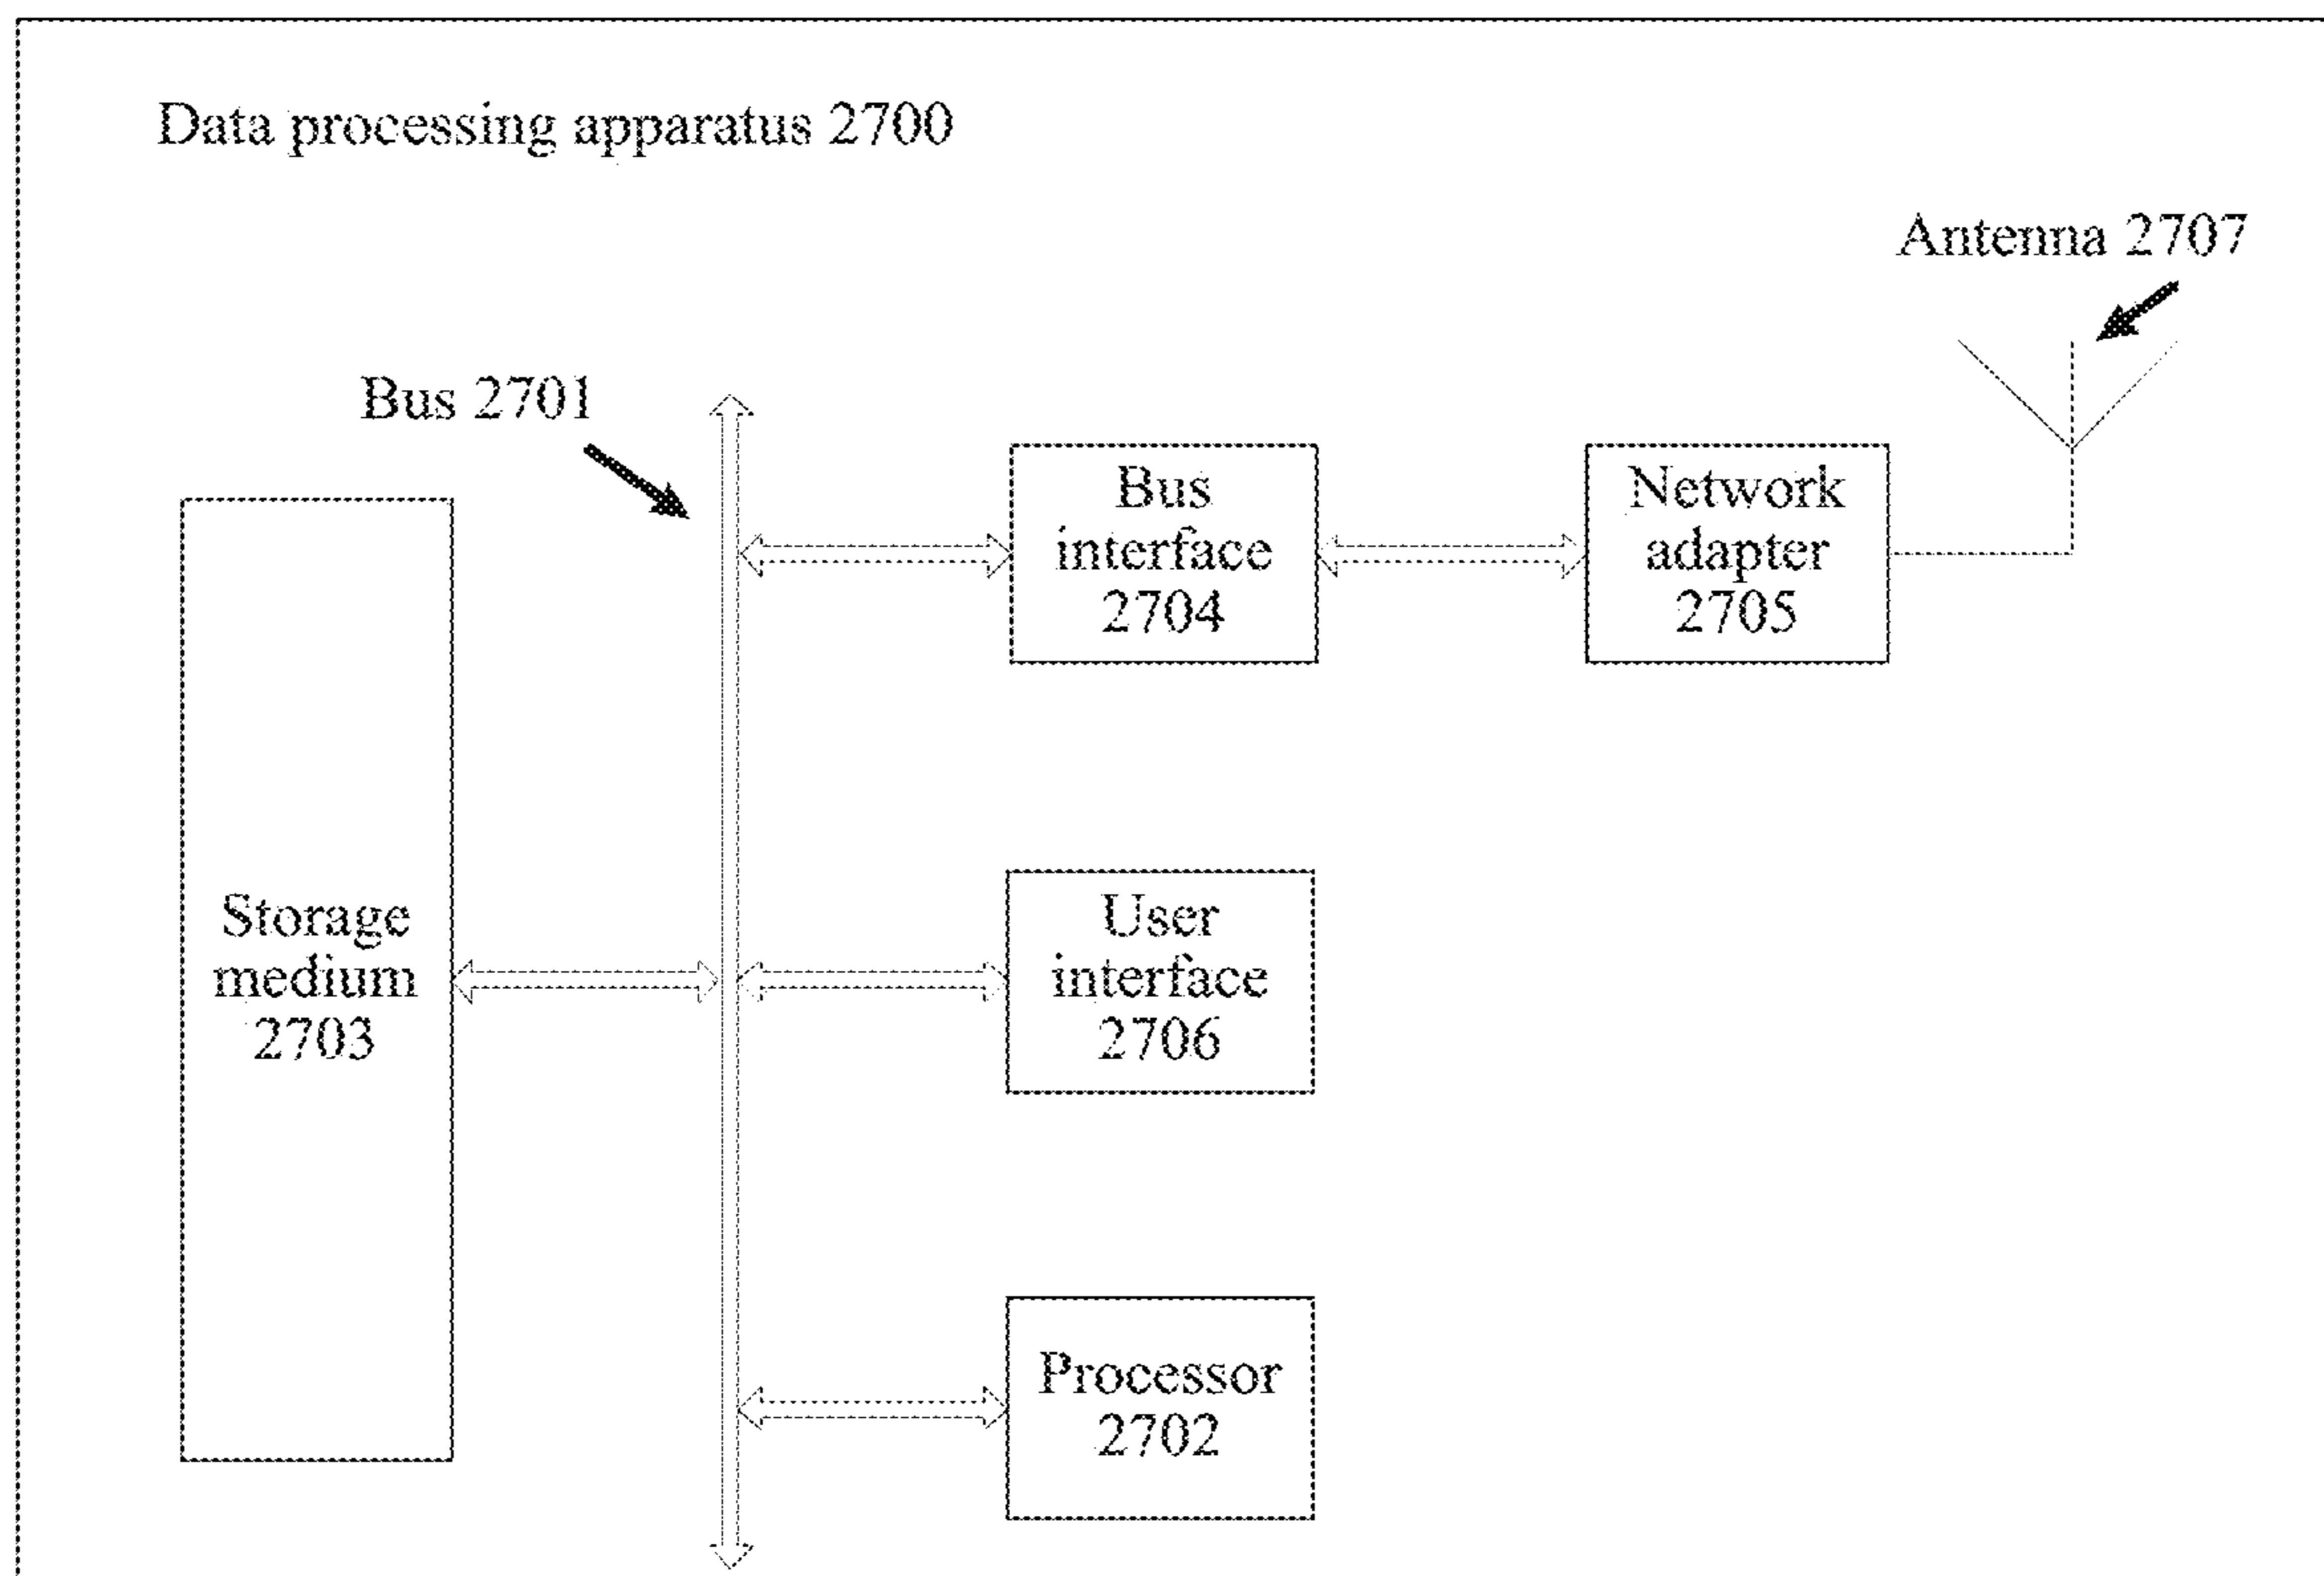 Data processing apparatus 2700
Antenna 2707
Bus 2701
Bus
interface
2704
Network
adapter
2705
Storage
medium
2703
User
interface
2706
Processor
2702